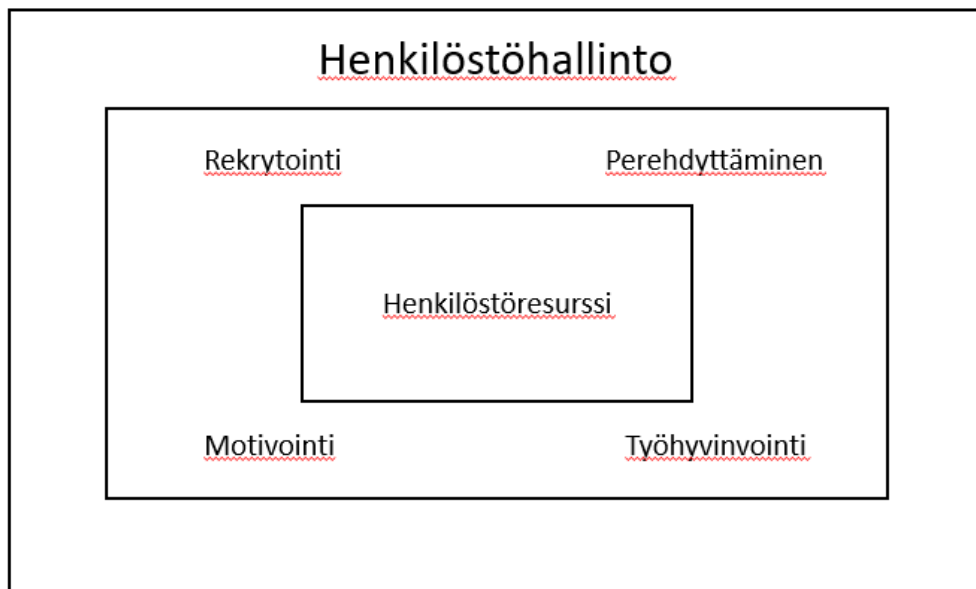 Henkilöstöhallinto
Rekrytointi
Perehdyttäminen
Henkilöstöresurssi
Motivointi
Työhyvinvointi